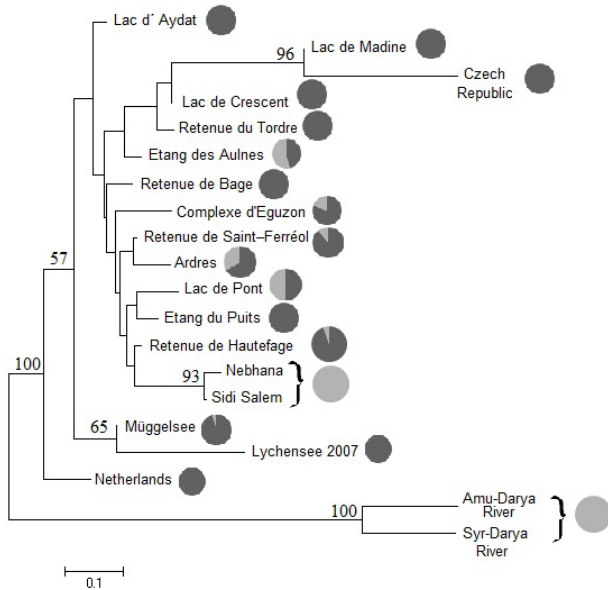 Lac d´ Aydat
96
Lac de Madine
Czech
Republic
Lac de Crescent
Retenue du Tordre
Etang des Aulnes
Retenue de Bage
Complexe d'Eguzon
57
Retenue de Saint–Ferréol
Ardres
Lac de Pont
Etang du Puits
Retenue de Hautefage
100
93
Nebhana
Sidi Salem
65
Müggelsee
Lychensee 2007
Netherlands
100
Amu-Darya
River
Syr-Darya
River
0.1